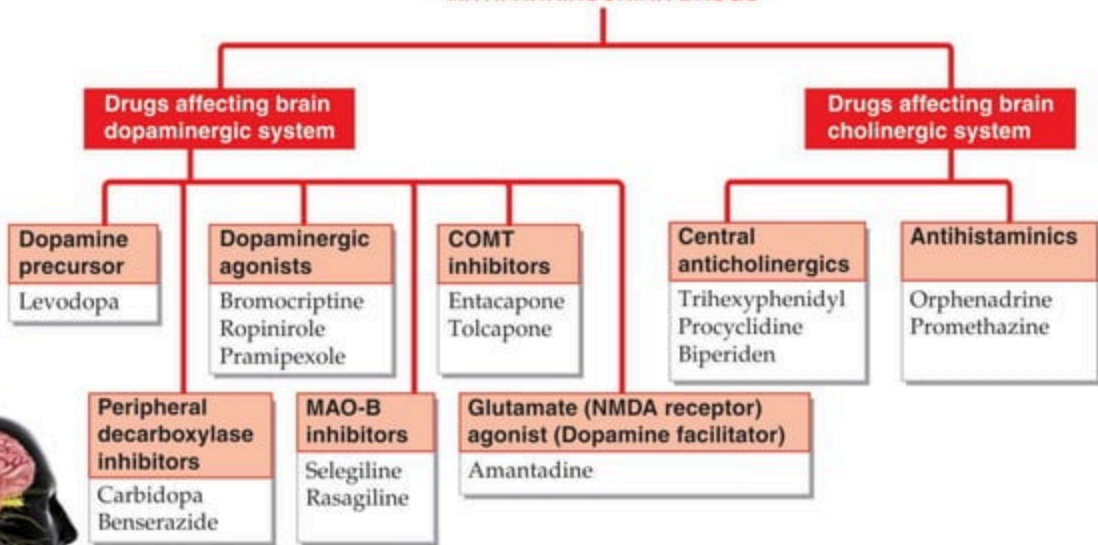 Drugs affecting brain
dopaminergic system
Drugs affecting brain
cholinergic system
Dopamine
precursor
Levodopa
Dopaminergic
agonists
Bromocriptine
Ropinirole
Pramipexole
COMT
inhibitors
Entacapone
Tolcapone
Central
anticholinergics
Trihexyphenidyl
Procyclidine
Biperiden
Antihistaminics
Orphenadrine
Promethazine
Peripheral
decarboxylase
inhibitors
Carbidopa
Benserazide
MAO-B
inhibitors
Selegiline
Rasagiline
Glutamate (NMDA receptor)
agonist (Dopamine facilitator)
Amantadine